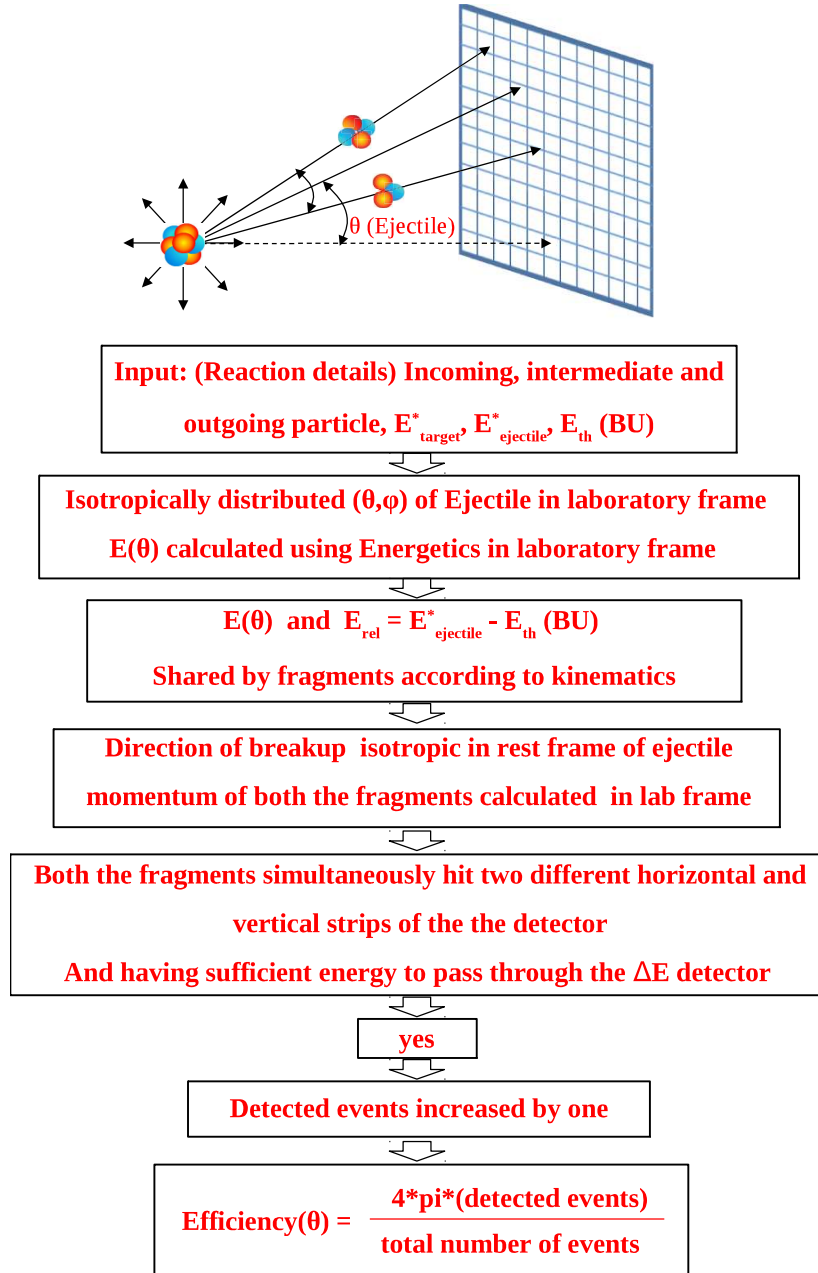 θ (Ejectile)
Input: (Reaction details) Incoming, intermediate and
outgoing particle, E*target, E*ejectile, Eth (BU)
Isotropically distributed (θ,φ) of Ejectile in laboratory frame
E(θ) calculated using Energetics in laboratory frame
E(θ) and Erel = E*ejectile - Eth (BU)
Shared by fragments according to kinematics
Direction of breakup isotropic in rest frame of ejectile
momentum of both the fragments calculated in lab frame
Both the fragments simultaneously hit two different horizontal and
vertical strips of the the detector
And having sufficient energy to pass through the ΔE detector
yes
Detected events increased by one
Efficiency(θ) = 4*pi*(detected events)
total number of events